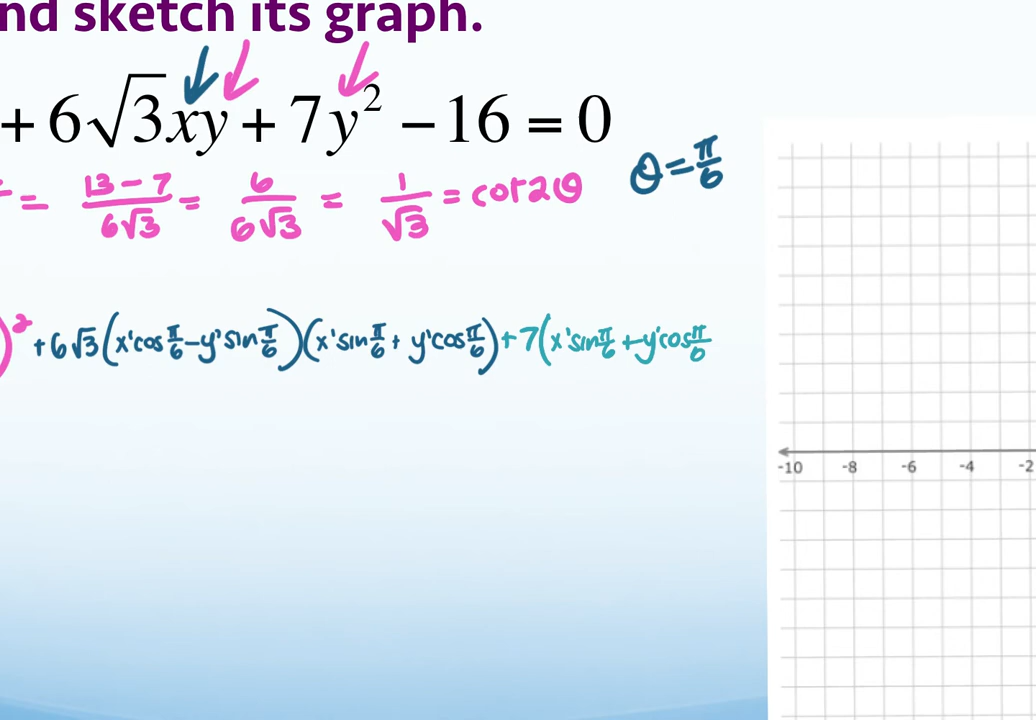 nd sketch its graph.
+ 6√3xy + 7y² − 16 = 0
= 13 − 7 / 6√3 = 6 / 6√3 = 1 / √3 = cot2θ
θ = π/6
)² + 6√3(x'cos π/6 − y'sin π/6)(x'sin π/6 + y'cos π/6) + 7(x'sin π/6 + y'cos π/6
-10 -8 -6 -4 -2